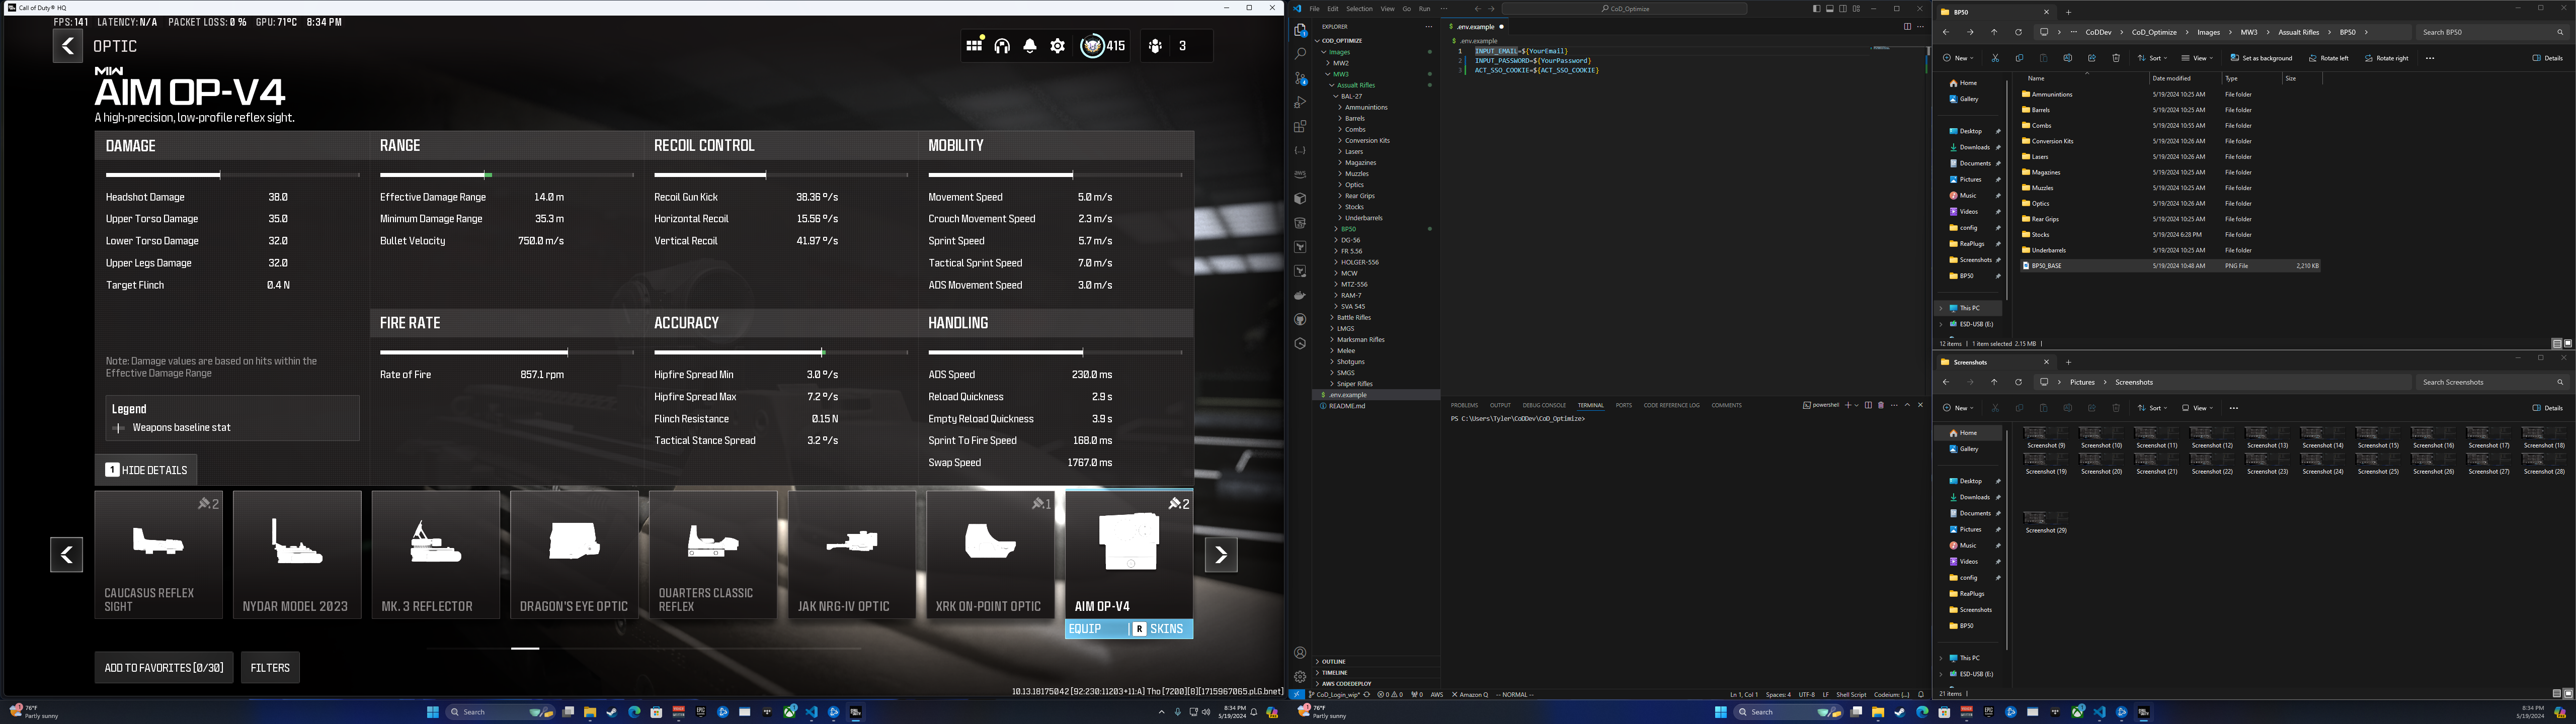 Call of Duty® HQ
FPS: 141 LATENCY: N/A PACKET LOSS: 0 % GPU: 71°C 8:34 PM
OPTIC
415
3
MW
AIM OP-V4
A high-precision, low-profile reflex sight.
DAMAGE
Headshot Damage 38.0
Upper Torso Damage 35.0
Lower Torso Damage 32.0
Upper Legs Damage 32.0
Target Flinch 0.4 N
Note: Damage values are based on hits within the
Effective Damage Range
Legend
Weapons baseline stat
RANGE
Effective Damage Range 14.0 m
Minimum Damage Range 35.3 m
Bullet Velocity 750.0 m/s
RECOIL CONTROL
Recoil Gun Kick 38.36 º/s
Horizontal Recoil 15.56 º/s
Vertical Recoil 41.97 º/s
MOBILITY
Movement Speed 5.0 m/s
Crouch Movement Speed 2.3 m/s
Sprint Speed 5.7 m/s
Tactical Sprint Speed 7.0 m/s
ADS Movement Speed 3.0 m/s
FIRE RATE
Rate of Fire 857.1 rpm
ACCURACY
Hipfire Spread Min 3.0 º/s
Hipfire Spread Max 7.2 º/s
Flinch Resistance 0.15 N
Tactical Stance Spread 3.2 º/s
HANDLING
ADS Speed 230.0 ms
Reload Quickness 2.9 s
Empty Reload Quickness 3.9 s
Sprint To Fire Speed 168.0 ms
Swap Speed 1767.0 ms
1 HIDE DETAILS
2
CAUCASUS REFLEX
SIGHT
NYDAR MODEL 2023
MK. 3 REFLECTOR
DRAGON'S EYE OPTIC
QUARTERS CLASSIC
REFLEX
JAK NRG-IV OPTIC
1
XRK ON-POINT OPTIC
2
AIM OP-V4
EQUIP | R SKINS
ADD TO FAVORITES [0/30]
FILTERS
10.13.18175042 [92:230:11203+11:A] Tho [7200][8][1715967065.pl.G.bnet]
76°F
Partly sunny
Search
8:34 PM
5/19/2024
File Edit Selection View Go Run ···
CoD_Optimize
EXPLORER
COD_OPTIMIZE
Images
MW2
MW3
Assualt Rifles
BAL-27
Ammunintions
Barrels
Combs
Conversion Kits
Lasers
Magazines
Muzzles
Optics
Rear Grips
Stocks
Underbarrels
BP50
DG-56
FR 5.56
HOLGER-556
MCW
MTZ-556
RAM-7
SVA 545
Battle Rifles
LMGS
Marksman Rifles
Melee
Shotguns
SMGS
Sniper Rifles
$ .env.example
README.md
OUTLINE
TIMELINE
AWS CODEDEPLOY
$ .env.example
$ .env.example
1 INPUT_EMAIL=${YourEmail}
2 INPUT_PASSWORD=${YourPassword}
3 ACT_SSO_COOKIE=${ACT_SSO_COOKIE}
PROBLEMS OUTPUT DEBUG CONSOLE TERMINAL PORTS CODE REFERENCE LOG COMMENTS
powershell
PS C:\Users\Tyler\CoDDev\CoD_Optimize>
CoD_Login_wip* 0 0 0 AWS Amazon Q -- NORMAL --
Ln 1, Col 1 Spaces: 4 UTF-8 LF Shell Script Codeium: {...}
76°F
Partly sunny
Search
BP50
··· CoDDev > CoD_Optimize > Images > MW3 > Assualt Rifles > BP50 >
Search BP50
New Sort View Set as background Rotate left Rotate right ··· Details
Home
Gallery
Desktop
Downloads
Documents
Pictures
Music
Videos
config
ReaPlugs
Screenshots
BP50
This PC
ESD-USB (E:)
Name Date modified Type Size
Ammunintions 5/19/2024 10:25 AM File folder
Barrels 5/19/2024 10:25 AM File folder
Combs 5/19/2024 10:55 AM File folder
Conversion Kits 5/19/2024 10:26 AM File folder
Lasers 5/19/2024 10:26 AM File folder
Magazines 5/19/2024 10:25 AM File folder
Muzzles 5/19/2024 10:25 AM File folder
Optics 5/19/2024 10:26 AM File folder
Rear Grips 5/19/2024 10:25 AM File folder
Stocks 5/19/2024 6:28 PM File folder
Underbarrels 5/19/2024 10:25 AM File folder
BP50_BASE 5/19/2024 10:48 AM PNG File 2,210 KB
12 items | 1 item selected 2.15 MB |
Screenshots
Pictures > Screenshots
Search Screenshots
New Sort View ··· Details
Home
Gallery
Desktop
Downloads
Documents
Pictures
Music
Videos
config
ReaPlugs
Screenshots
BP50
This PC
ESD-USB (E:)
Screenshot (9) Screenshot (10) Screenshot (11) Screenshot (12) Screenshot (13) Screenshot (14) Screenshot (15) Screenshot (16) Screenshot (17) Screenshot (18)
Screenshot (19) Screenshot (20) Screenshot (21) Screenshot (22) Screenshot (23) Screenshot (24) Screenshot (25) Screenshot (26) Screenshot (27) Screenshot (28)
Screenshot (29)
21 items |
8:34 PM
5/19/2024